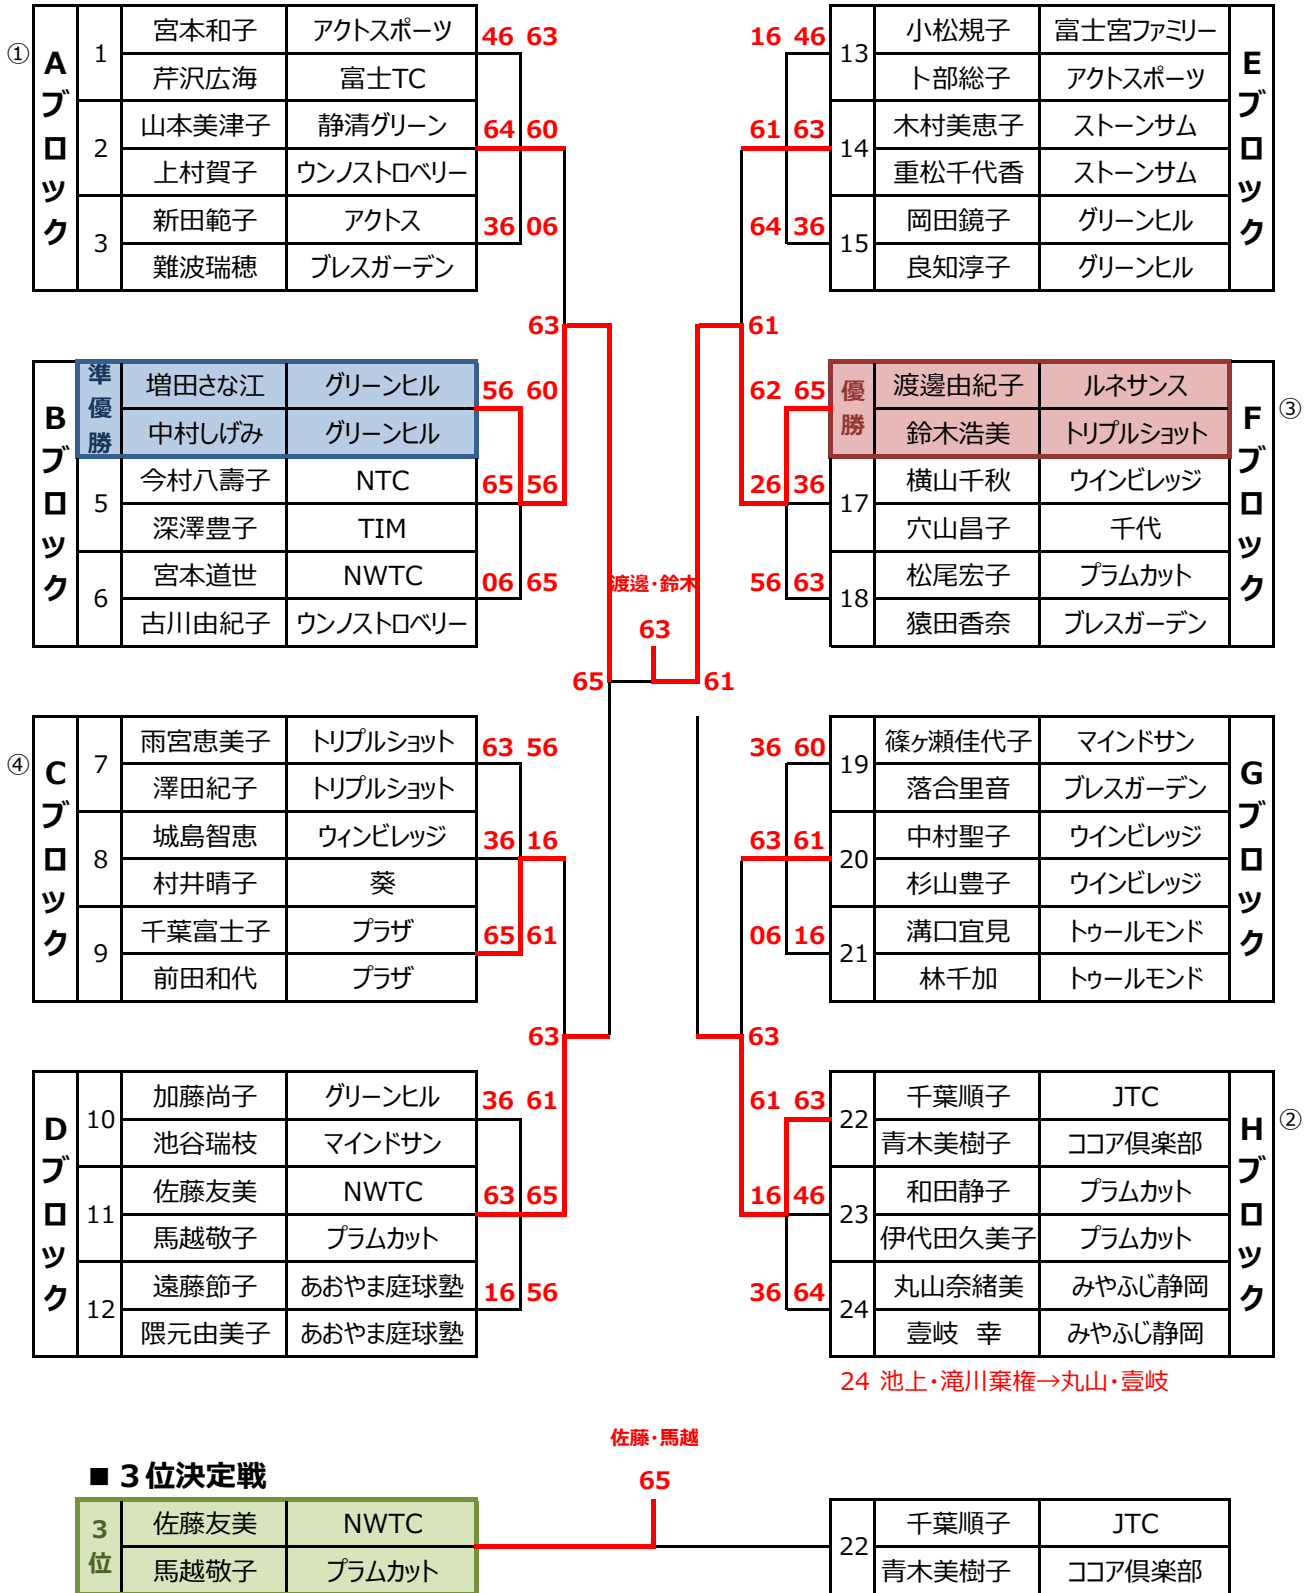 ① Aブロック
1 宮本和子 アクトスポーツ 46 63
芹沢広海 富士TC
2 山本美津子 静清グリーン 64 60
上村賀子 ウンノストロベリー
3 新田範子 アクトス 36 06
難波瑞穂 ブレスガーデン
63
Bブロック
準優勝 増田さな江 グリーンヒル 56 60
中村しげみ グリーンヒル
5 今村八壽子 NTC 65 56
深澤豊子 TIM
6 宮本道世 NWTC 06 65
古川由紀子 ウンノストロベリー
65
④ Cブロック
7 雨宮恵美子 トリプルショット 63 56
澤田紀子 トリプルショット
8 城島智恵 ウィンビレッジ 36 16
村井晴子 葵
9 千葉富士子 プラザ 65 61
前田和代 プラザ
63
Dブロック
10 加藤尚子 グリーンヒル 36 61
池谷瑞枝 マインドサン
11 佐藤友美 NWTC 63 65
馬越敬子 プラムカット
12 遠藤節子 あおやま庭球塾 16 56
隈元由美子 あおやま庭球塾
渡邊・鈴木
63
Eブロック
16 46 13 小松規子 富士宮ファミリー
卜部総子 アクトスポーツ
61 63 14 木村美恵子 ストーンサム
重松千代香 ストーンサム
64 36 15 岡田鏡子 グリーンヒル
良知淳子 グリーンヒル
61
Fブロック ③
62 65 優勝 渡邊由紀子 ルネサンス
鈴木浩美 トリプルショット
26 36 17 横山千秋 ウインビレッジ
穴山昌子 千代
56 63 18 松尾宏子 プラムカット
猿田香奈 ブレスガーデン
61
Gブロック
36 60 19 篠ヶ瀬佳代子 マインドサン
落合里音 ブレスガーデン
63 61 20 中村聖子 ウインビレッジ
杉山豊子 ウインビレッジ
06 16 21 溝口宜見 トゥールモンド
林千加 トゥールモンド
63
Hブロック ②
61 63 22 千葉順子 JTC
青木美樹子 ココア倶楽部
16 46 23 和田静子 プラムカット
伊代田久美子 プラムカット
36 64 24 丸山奈緒美 みやふじ静岡
壹岐 幸 みやふじ静岡
24 池上・滝川棄権→丸山・壹岐
佐藤・馬越
■３位決定戦
65
3位 佐藤友美 NWTC 22 千葉順子 JTC
馬越敬子 プラムカット 青木美樹子 ココア倶楽部